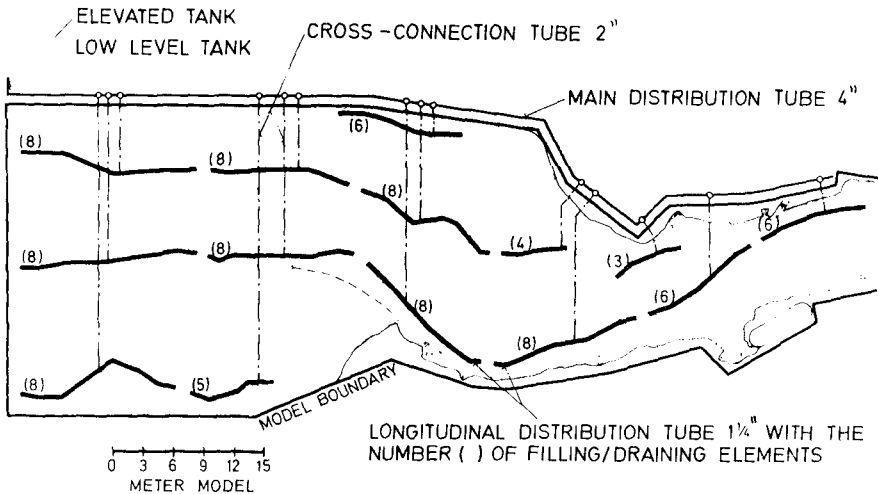 ELEVATED TANK
LOW LEVEL TANK
CROSS-CONNECTION TUBE 2"
MAIN DISTRIBUTION TUBE 4"
(6)
(8)
(8)
(8)
(4)
(3)
(6)
(8)
(8)
(8)
(6)
(8)
(8)
(5)
MODEL BOUNDARY
LONGITUDINAL DISTRIBUTION TUBE 1¼" WITH THE
NUMBER ( ) OF FILLING/DRAINING ELEMENTS
0 3 6 9 12 15
METER MODEL